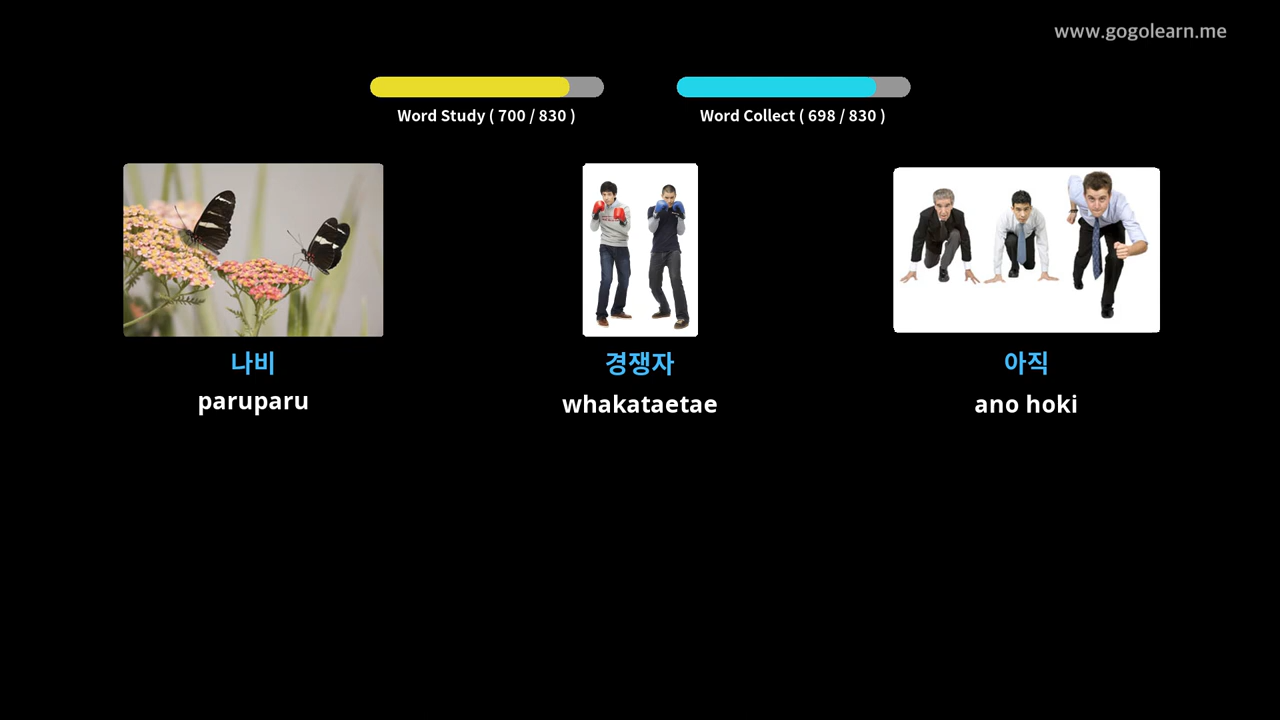 www.gogolearn.me
Word Study ( 700 / 830 )
Word Collect ( 698 / 830 )
나비
경쟁자
아직
paruparu
whakataetae
ano hoki